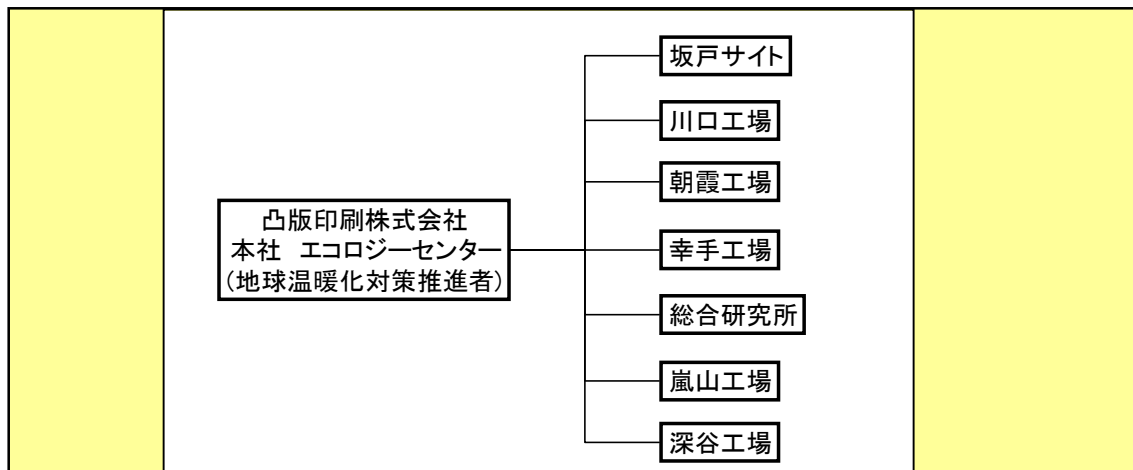 坂戸サイト
川口工場
朝霞工場
凸版印刷株式会社
本社　エコロジーセンター
(地球温暖化対策推進者)
幸手工場
総合研究所
嵐山工場
深谷工場